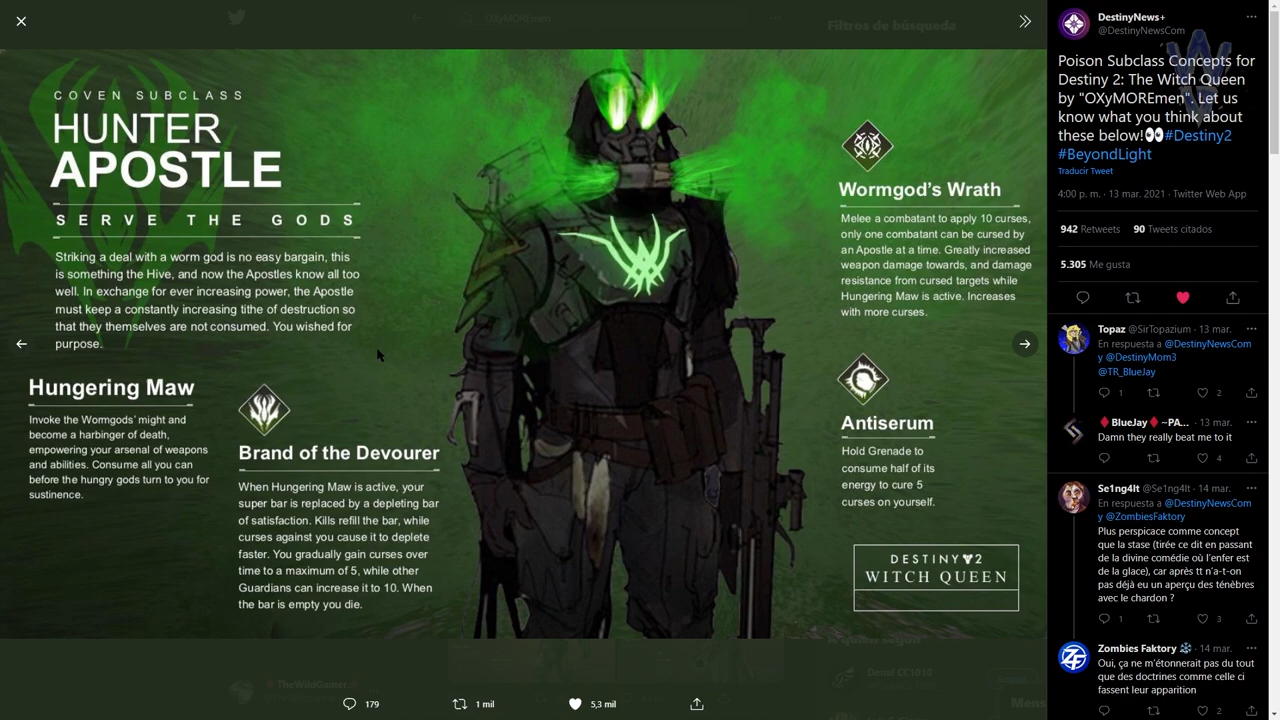 OXyMOREmen
Filtros de búsqueda
COVEN SUBCLASS
HUNTER
APOSTLE
SERVE THE GODS
Striking a deal with a worm god is no easy bargain, this
is something the Hive, and now the Apostles know all too
well. In exchange for ever increasing power, the Apostle
must keep a constantly increasing tithe of destruction so
that they themselves are not consumed. You wished for
purpose.
Hungering Maw
Invoke the Wormgods' might and
become a harbinger of death,
empowering your arsenal of weapons
and abilities. Consume all you can
before the hungry gods turn to you for
sustinence.
Brand of the Devourer
When Hungering Maw is active, your
super bar is replaced by a depleting bar
of satisfaction. Kills refill the bar, while
curses against you cause it to deplete
faster. You gradually gain curses over
time to a maximum of 5, while other
Guardians can increase it to 10. When
the bar is empty you die.
Wormgod's Wrath
Melee a combatant to apply 10 curses,
only one combatant can be cursed by
an Apostle at a time. Greatly increased
weapon damage towards, and damage
resistance from cursed targets while
Hungering Maw is active. Increases
with more curses.
Antiserum
Hold Grenade to
consume half of its
energy to cure 5
curses on yourself.
DESTINY 2
WITCH QUEEN
TheWildGamer
Denal CC1010
Mens
179
1 mil
5,3 mil
DestinyNews+
@DestinyNewsCom
Poison Subclass Concepts for
Destiny 2: The Witch Queen
by "OXyMOREmen". Let us
know what you think about
these below!👀#Destiny2
#BeyondLight
Traducir Tweet
4:00 p. m. · 13 mar. 2021 · Twitter Web App
942 Retweets 90 Tweets citados
5.305 Me gusta
Topaz @SirTopazium · 13 mar.
En respuesta a @DestinyNewsCom
y @DestinyMom3
@TR_BlueJay
1 2
♦️BlueJay♦️~PA... · 13 mar.
Damn they really beat me to it
4
Se1ng4lt @Se1ng4lt · 14 mar.
En respuesta a @DestinyNewsCom
y @ZombiesFaktory
Plus perspicace comme concept
que la stase (tirée ce dit en passant
de la divine comédie où l'enfer est
de la glace), car après tt n'a-t-on
pas déjà eu un aperçu des ténèbres
avec le chardon ?
1 3
Zombies Faktory ❄️ · 14 mar.
Oui, ça ne m'étonnerait pas du tout
que des doctrines comme celle ci
fassent leur apparition
2